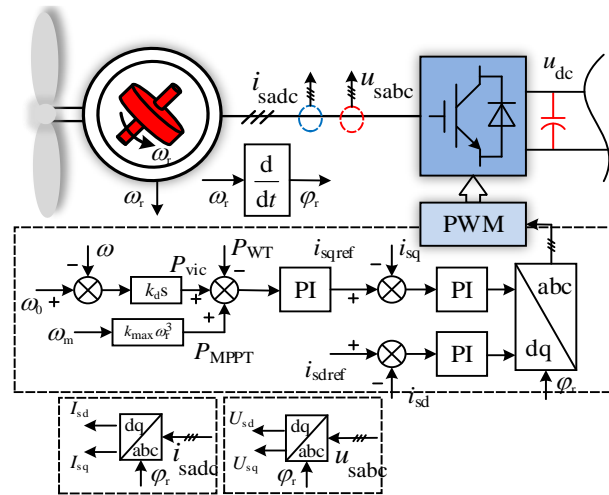 i_sadc
u_sabc
u_dc
ω_r
ω_r
ω_r
d
dt
φ_r
PWM
ω
P_vic
P_WT
i_sqref
i_sq
ω_0
k_d s
PI
PI
abc
dq
ω_m
k_max ω_r^3
P_MPPT
i_sdref
PI
i_sd
φ_r
I_sd
I_sq
dq
abc
i_sadc
φ_r
U_sd
U_sq
dq
abc
u_sabc
φ_r